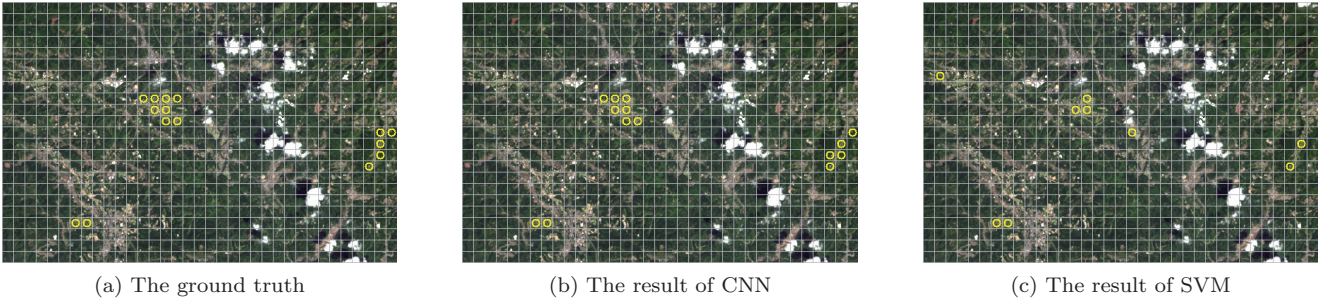 (a) The ground truth
(b) The result of CNN
(c) The result of SVM